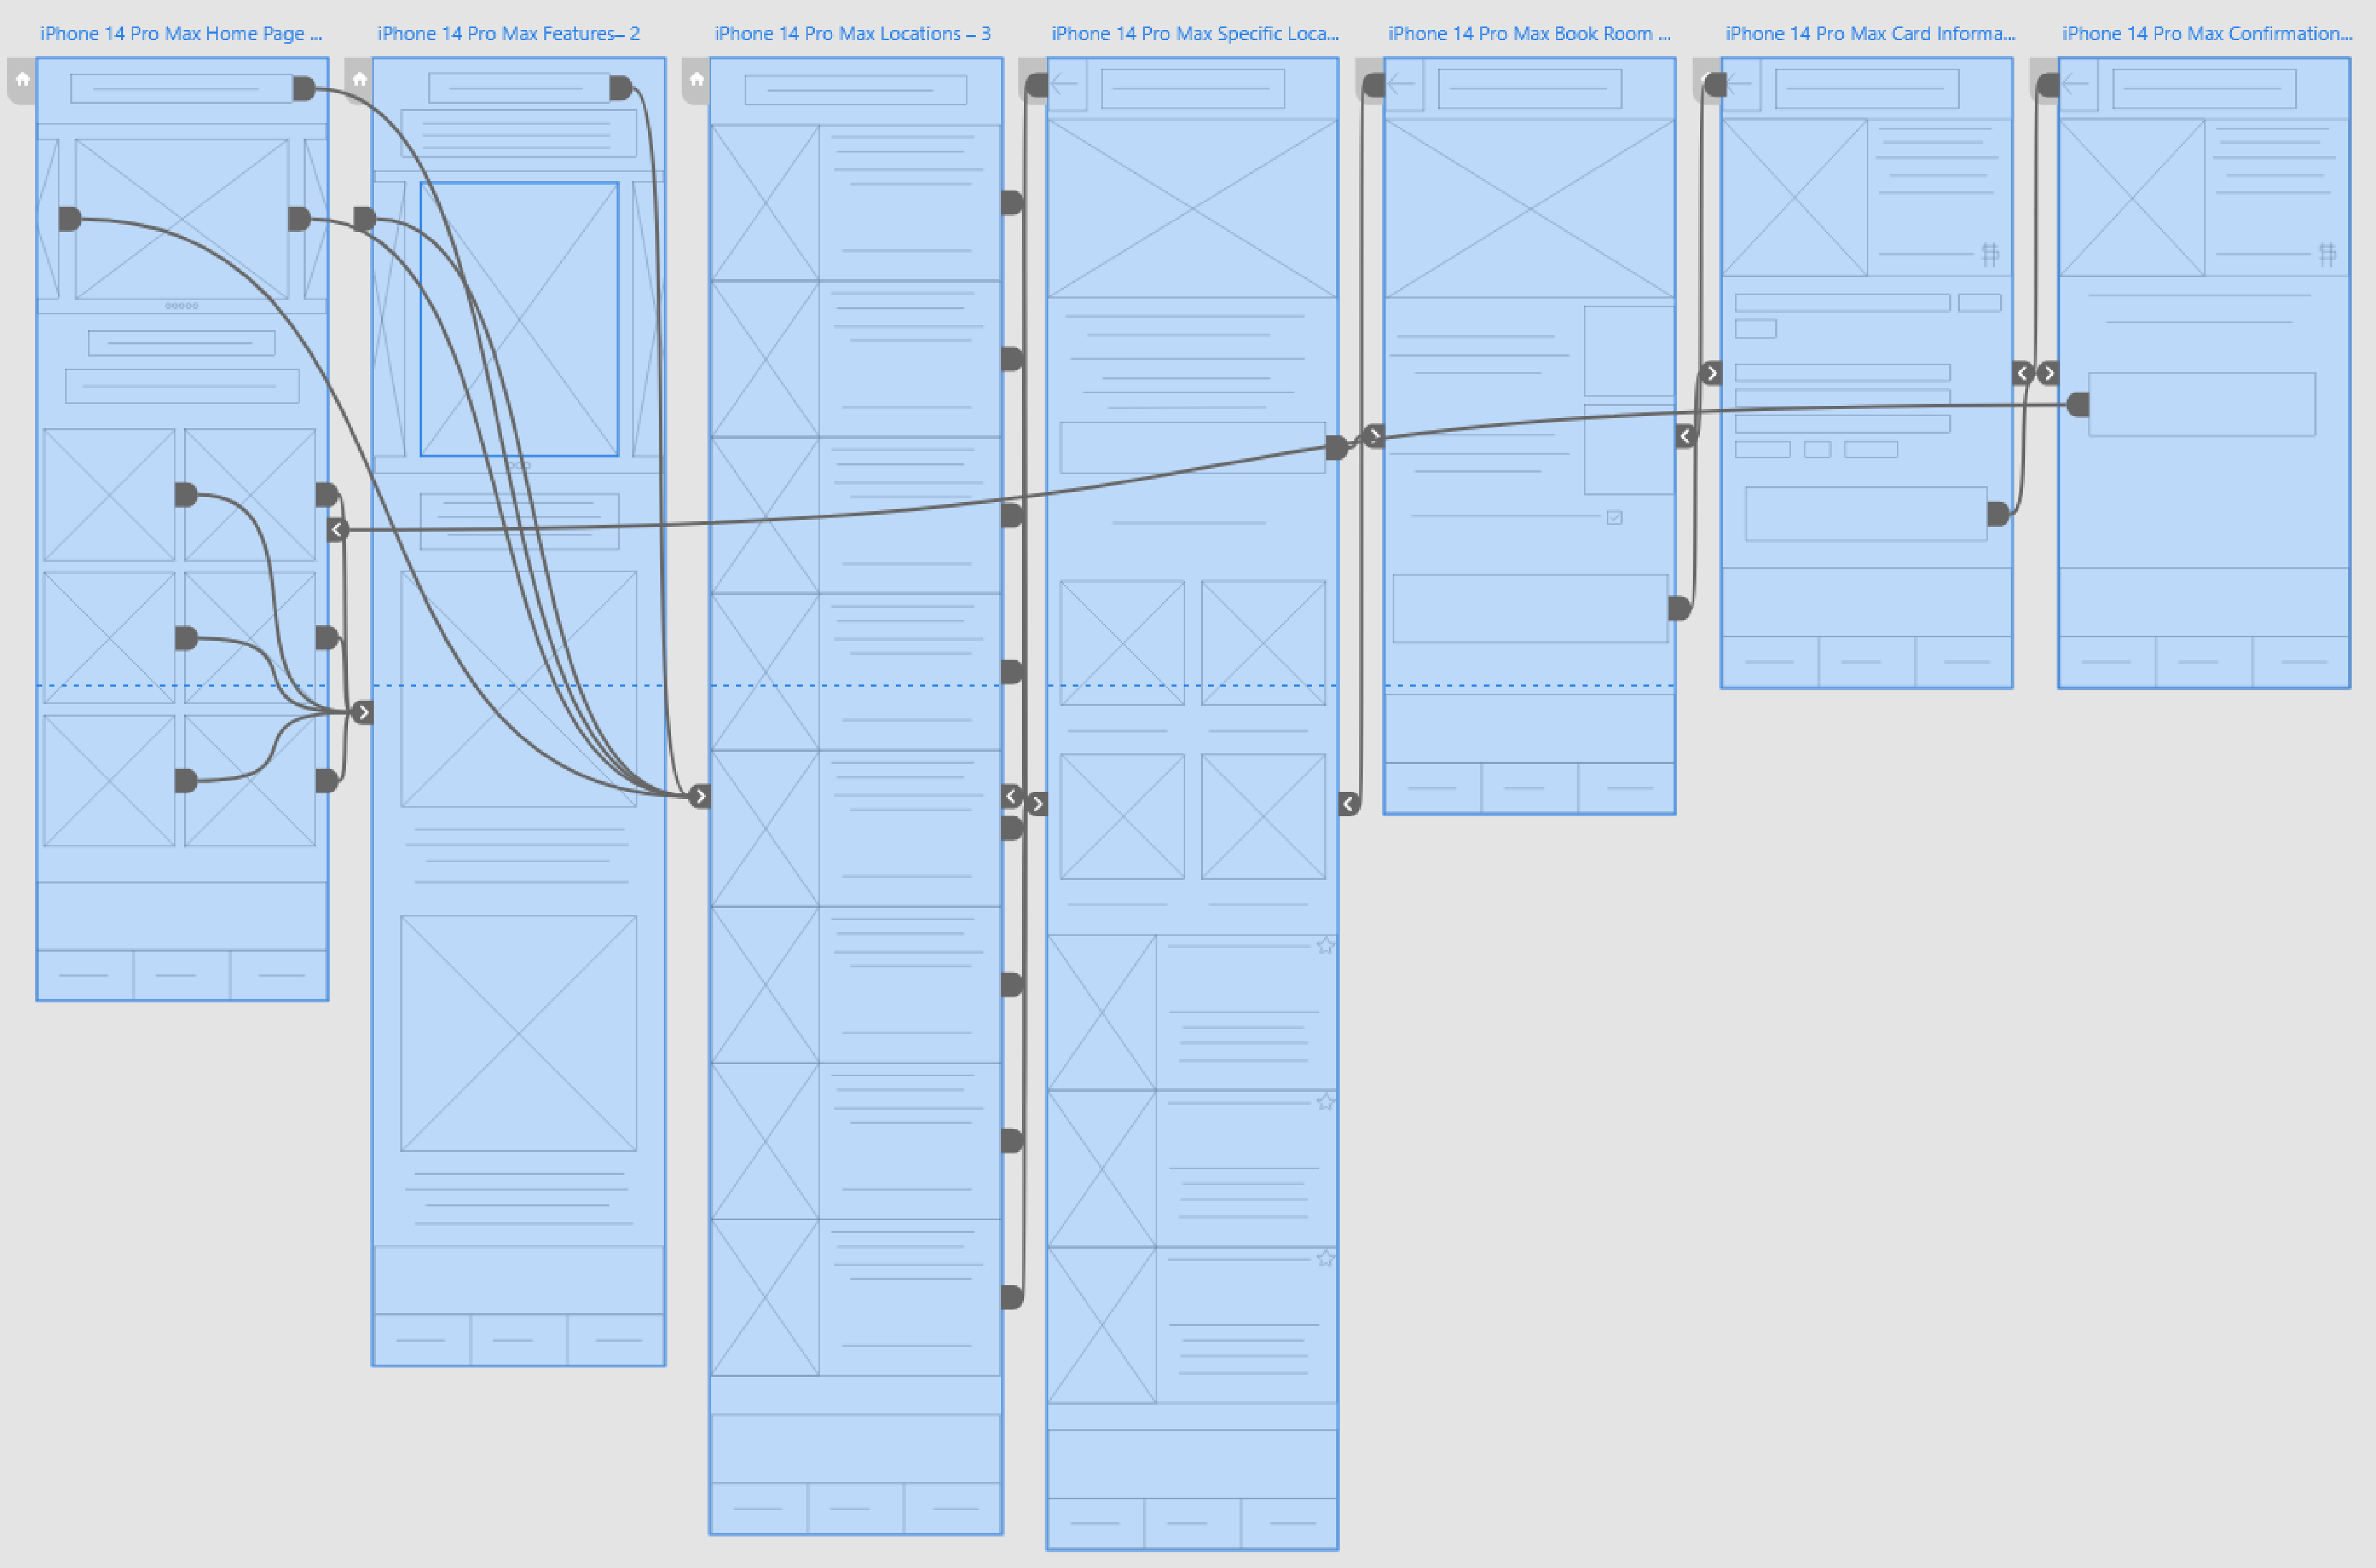 iPhone 14 Pro Max Home Page ...
iPhone 14 Pro Max Features– 2
iPhone 14 Pro Max Locations – 3
iPhone 14 Pro Max Specific Loca...
iPhone 14 Pro Max Book Room ...
iPhone 14 Pro Max Card Informa...
iPhone 14 Pro Max Confirmation...